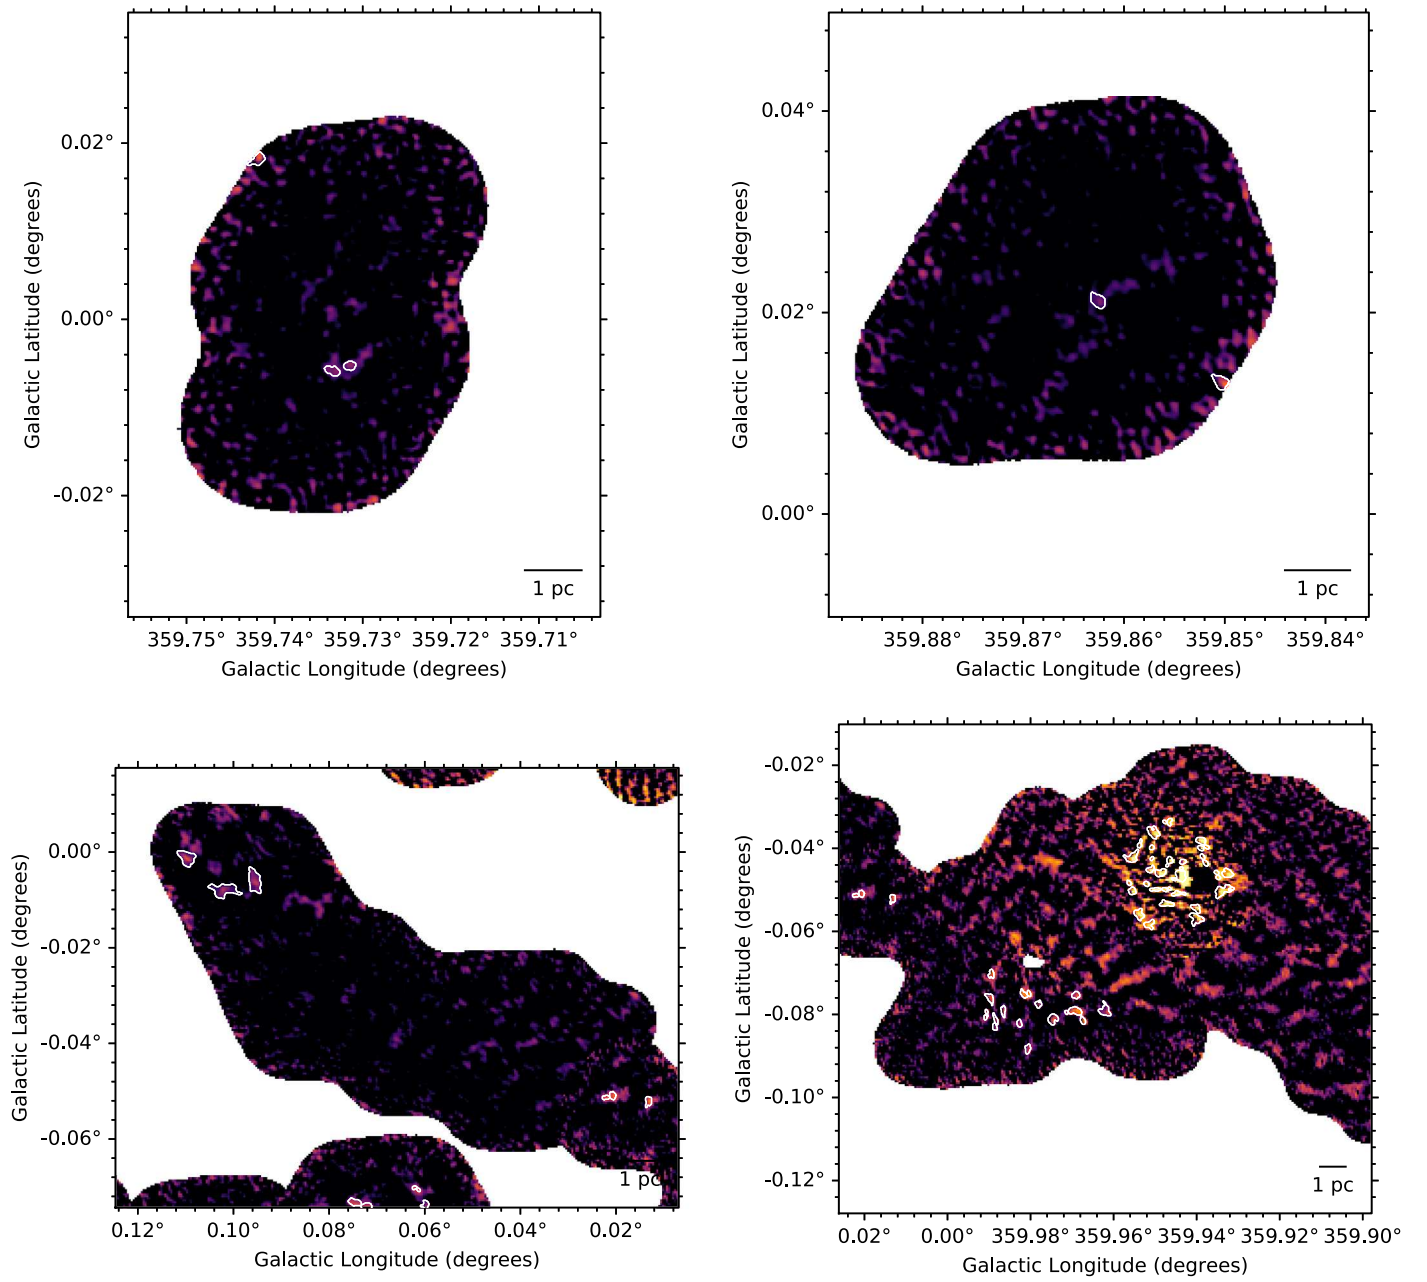 0.02°
0.00°
-0.02°
Galactic Latitude (degrees)
1 pc
359.75° 359.74° 359.73° 359.72° 359.71°
Galactic Longitude (degrees)
0.04°
0.02°
0.00°
Galactic Latitude (degrees)
1 pc
359.88° 359.87° 359.86° 359.85° 359.84°
Galactic Longitude (degrees)
0.00°
-0.02°
-0.04°
-0.06°
Galactic Latitude (degrees)
1 pc
0.12° 0.10° 0.08° 0.06° 0.04° 0.02°
Galactic Longitude (degrees)
-0.02°
-0.04°
-0.06°
-0.08°
-0.10°
-0.12°
Galactic Latitude (degrees)
1 pc
0.02° 0.00° 359.98° 359.96° 359.94° 359.92° 359.90°
Galactic Longitude (degrees)